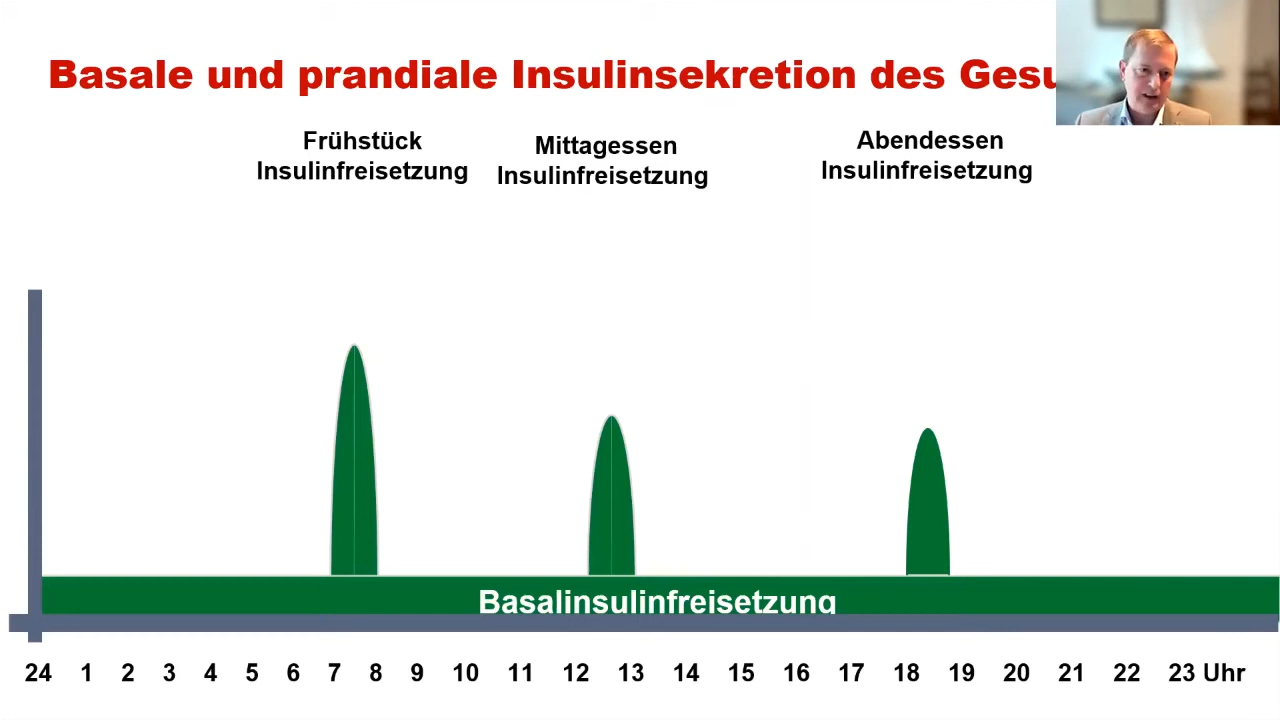 Basale und prandiale Insulinsekretion des
Frühstück
Insulinfreisetzung
Mittagessen
Insulinfreisetzung
Abendessen
Insulinfreisetzung
Basalinsulinfreisetzung
24 1 2 3 4 5 6 7 8 9 10 11 12 13 14 15 16 17 18 19 20 21 22 23 Uhr